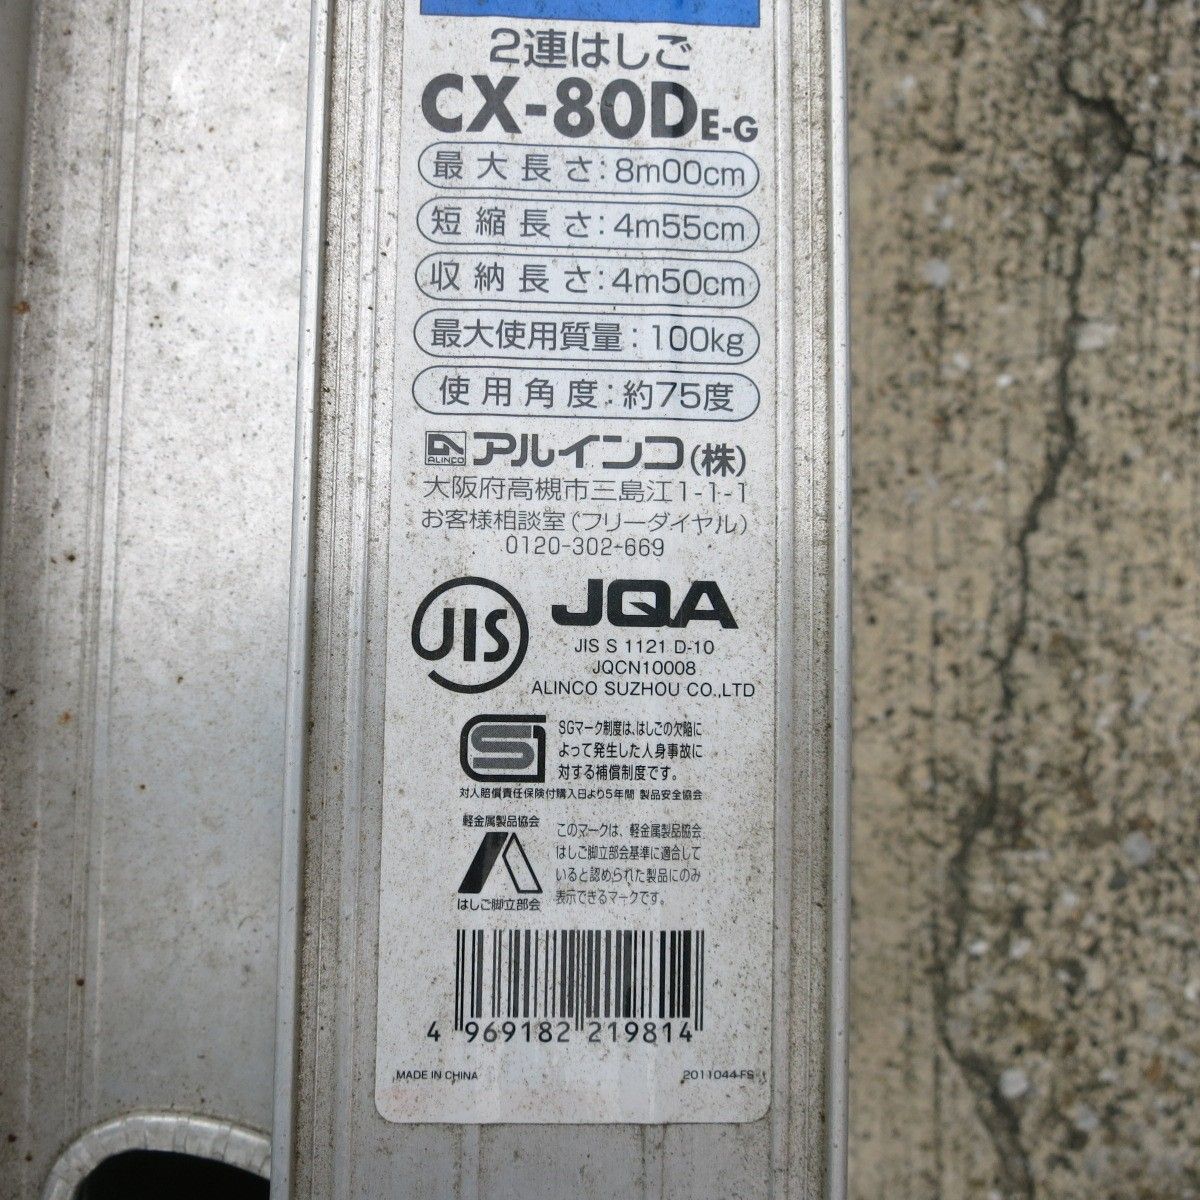 2連はしご
CX-80DE-G
最大長さ:8m00cm
短縮長さ:4m55cm
収納長さ:4m50cm
最大使用質量:100kg
使用角度:約75度
ALINCO アルインコ(株)
大阪府高槻市三島江1-1-1
お客様相談室(フリーダイヤル)
0120-302-669
JIS JQA
JIS S 1121 D-10
JQCN10008
ALINCO SUZHOU CO.,LTD
SGマーク制度は、はしごの欠陥に
よって発生した人身事故に
対する補償制度です。
対人賠償責任保険付購入日より5年間 製品安全協会
軽金属製品協会
はしご脚立部会
このマークは、軽金属製品協会
はしご脚立部会基準に適合して
いると認められた製品にのみ
表示できるマークです。
4 969182 219814
MADE IN CHINA 2011044-FS